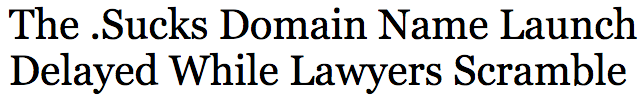 The .Sucks Domain Name Launch
Delayed While Lawyers Scramble